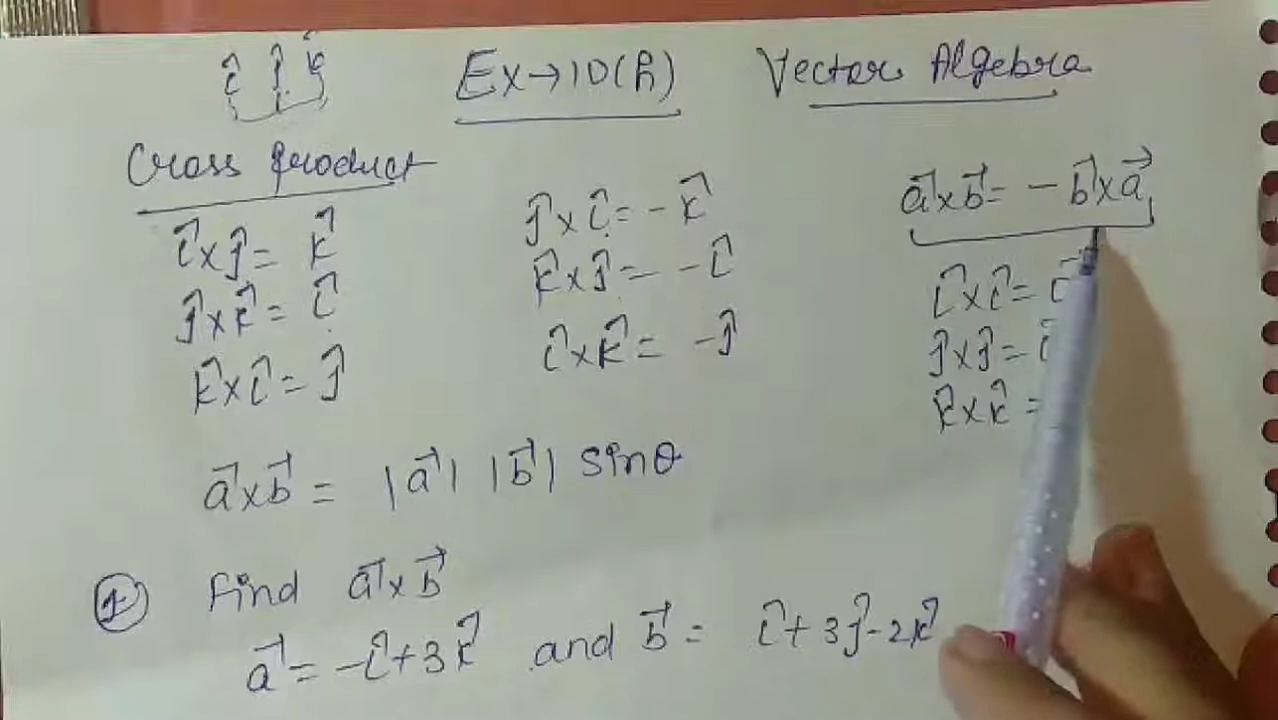 î ĵ k̂ Ex→10(h) Vector Algebra
Cross product
î×ĵ= k̂
ĵ×k̂= î
k̂×î= ĵ
ĵ×î= -k̂
k̂×ĵ= -î
î×k̂= -ĵ
a⃗×b⃗= -b⃗×a⃗
î×î=
ĵ×ĵ=
k̂×k̂=
a⃗×b⃗ = |a⃗| |b⃗| sinθ
① Find a⃗×b⃗
a⃗= -î+3k̂ and b⃗= î+3ĵ-2k̂